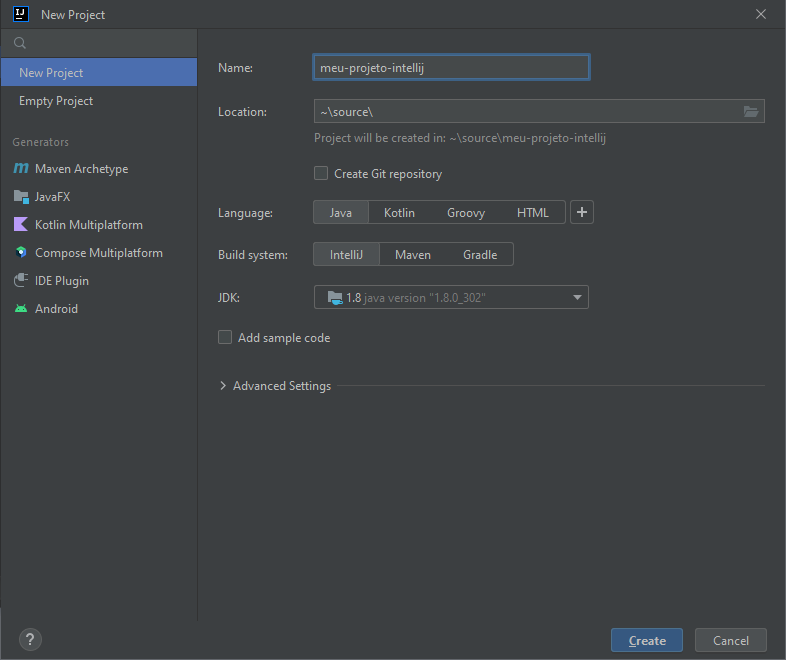 IJ New Project
New Project
Empty Project
Generators
m Maven Archetype
JavaFX
Kotlin Multiplatform
Compose Multiplatform
IDE Plugin
Android
Name: meu-projeto-intellij
Location: ~\source\
Project will be created in: ~\source\meu-projeto-intellij
Create Git repository
Language: Java Kotlin Groovy HTML +
Build system: IntelliJ Maven Gradle
JDK: 1.8 java version "1.8.0_302"
Add sample code
Advanced Settings
? Create Cancel